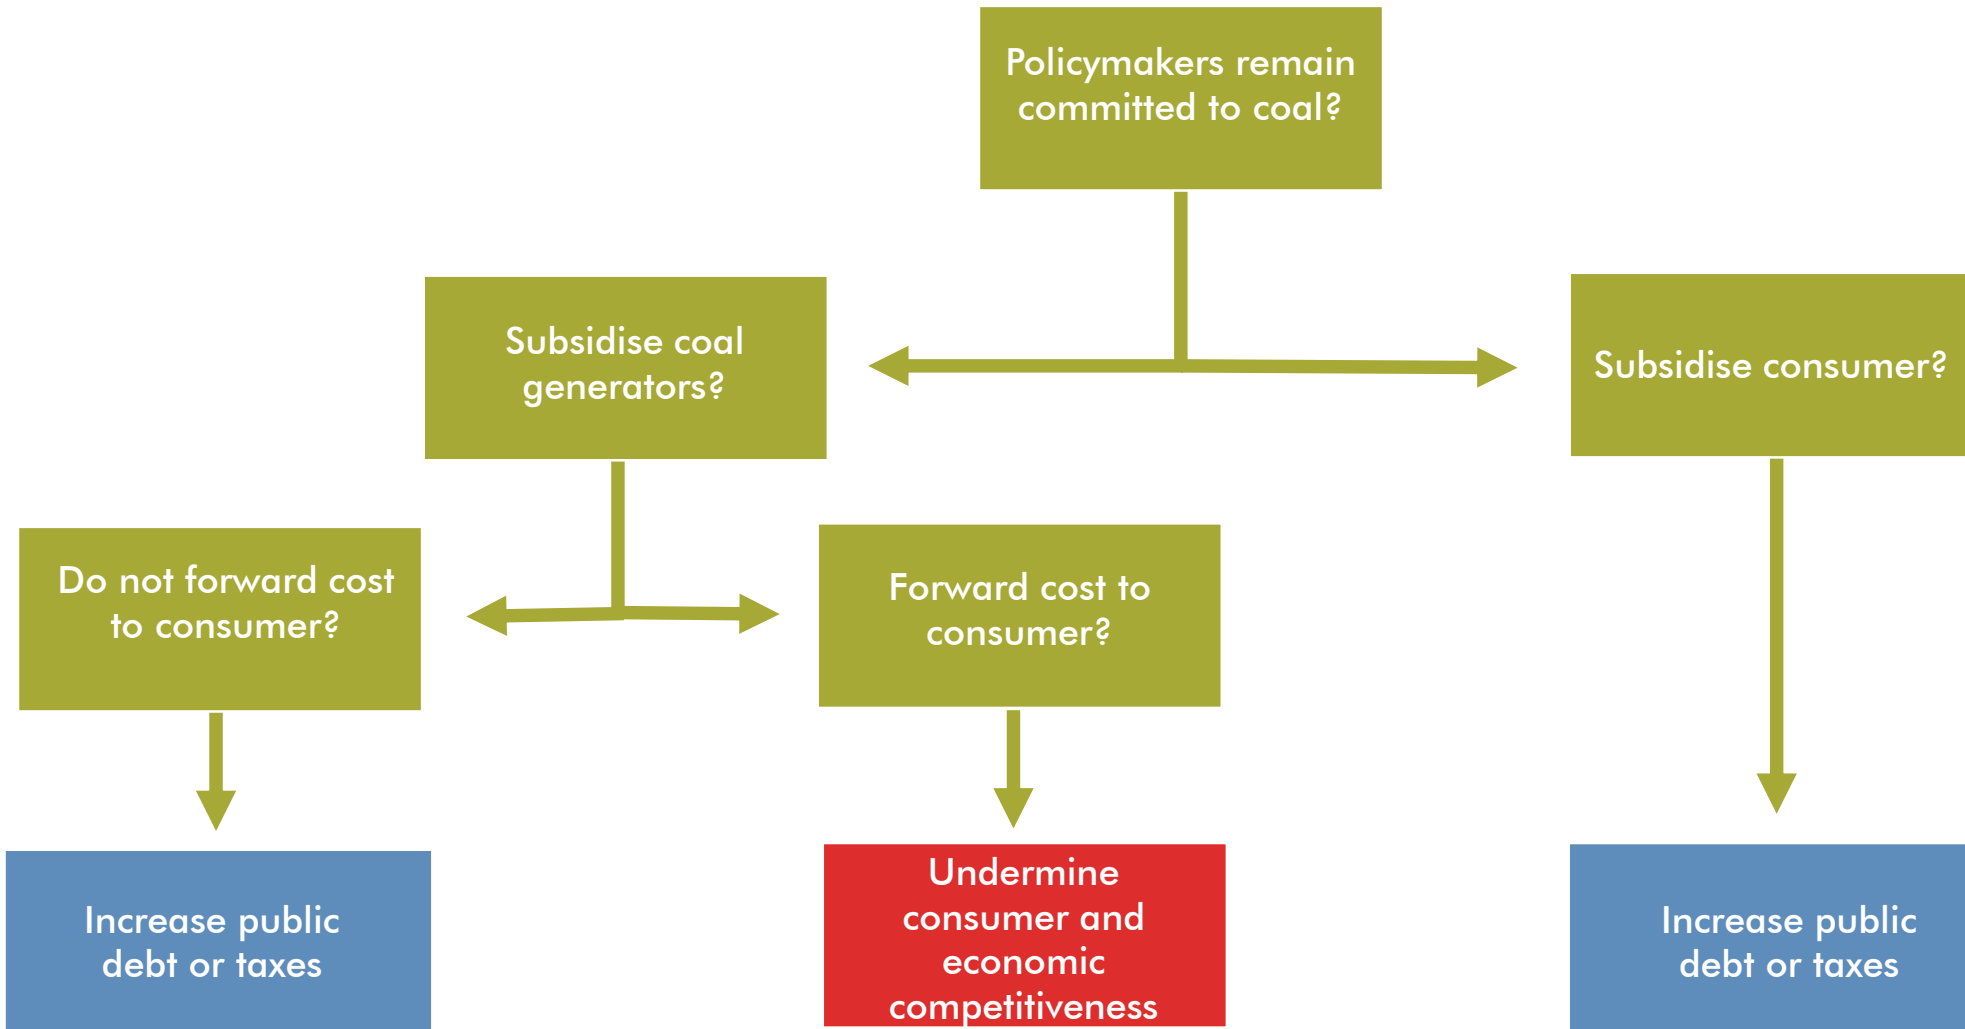 Policymakers remain
committed to coal?
Subsidise coal
generators?
Subsidise consumer?
Do not forward cost
to consumer?
Forward cost to
consumer?
Increase public
debt or taxes
Undermine
consumer and
economic
competitiveness
Increase public
debt or taxes